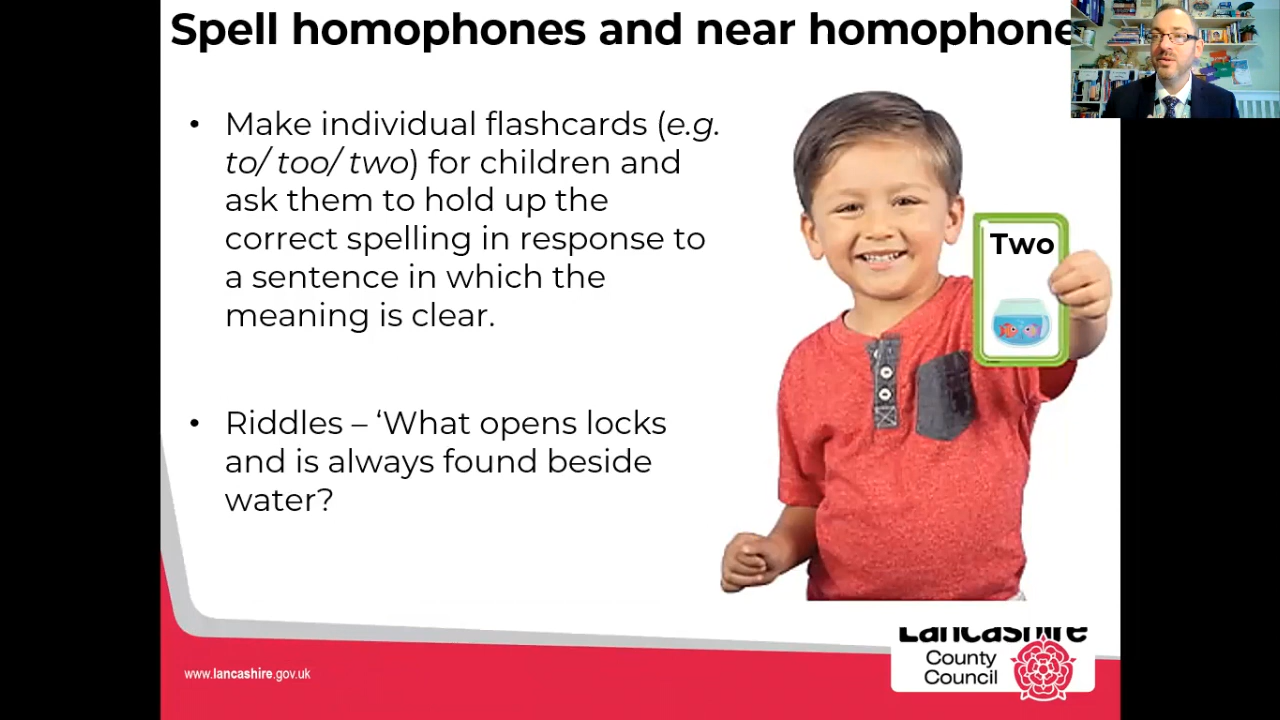 Spell homophones and near homophone
• Make individual flashcards (e.g.
to/ too/ two) for children and
ask them to hold up the
correct spelling in response to
a sentence in which the
meaning is clear.
Two
• Riddles – ‘What opens locks
and is always found beside
water?
www.lancashire.gov.uk
Lancashire
County
Council